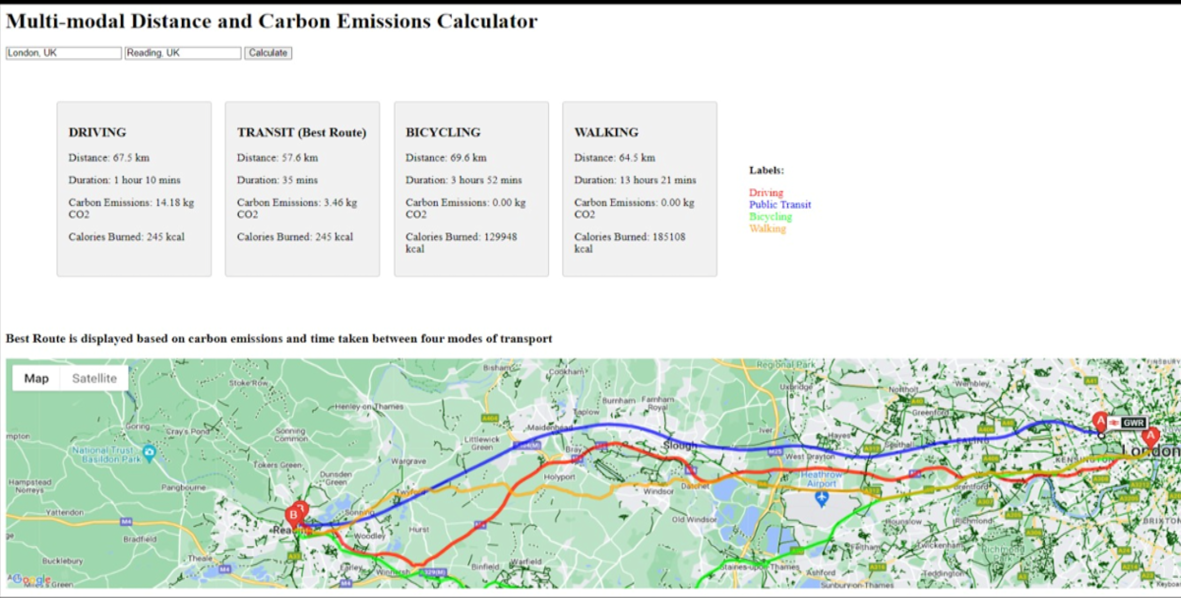 Multi-modal Distance and Carbon Emissions Calculator
London, UK Reading, UK Calculate
DRIVING
Distance: 67.5 km
Duration: 1 hour 10 mins
Carbon Emissions: 14.18 kg
CO2
Calories Burned: 245 kcal
TRANSIT (Best Route)
Distance: 57.6 km
Duration: 35 mins
Carbon Emissions: 3.46 kg
CO2
Calories Burned: 245 kcal
BICYCLING
Distance: 69.6 km
Duration: 3 hours 52 mins
Carbon Emissions: 0.00 kg
CO2
Calories Burned: 129948
kcal
WALKING
Distance: 64.5 km
Duration: 13 hours 21 mins
Carbon Emissions: 0.00 kg
CO2
Calories Burned: 185108
kcal
Labels:
Driving
Public Transit
Bicycling
Walking
Best Route is displayed based on carbon emissions and time taken between four modes of transport
Map Satellite
Bisham
Cookham
Regional Park
Stoke Row
Uxbridge
Northolt
Wembley
Henley-on-Thames
Burnham
Farnham
Royal
Taplow
Greenford
A
GWR
Goring
Gray's Pond
Sonning
Common
Littlewick
Green
Maidenhead
Bray
Slough
Iver
Hayes
Southall
A
National Trust
Basildon Park
Tokers Green
Wargrave
West Drayton
Heathrow
Airport
Hampstead
Norreys
Pangbourne
Dunsden
Green
Holyport
Windsor
Datchet
Brentford
B
Sonning
Yattendon
M4
Bradfield
Woodley
Hurst
Old Windsor
Hounslow
Richmond
BRIXTON
Bucklebury
Theale
M4
Earley
Winnersh
Binfield
Warfield
Staines-upon-Thames
Feltham
Ashford
Twickenham
Teddington
Sunbury-on-Thames
Google